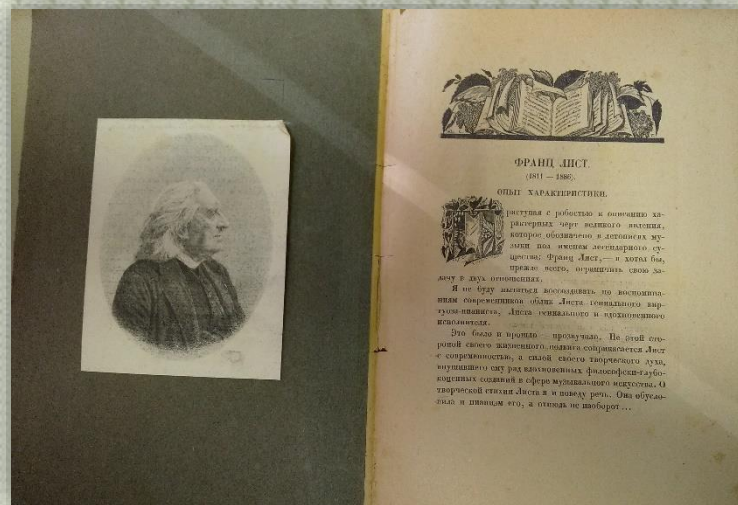 ФРАНЦ ЛИСТ.
(1811 — 1886).
ОПЫТ ХАРАКТЕРИСТИКИ.
Приступая с робостью к описанию ха-
рактерных черт великого явления,
которое обозначено в летописях му-
зыки под именем легендарного су-
щества: Франц Лист,— я хотел бы,
прежде всего, ограничить свою за-
дачу в двух отношениях.
Я не буду пытаться воссоздать по воспомина-
ниям современников облик Листа гениального вир-
туоза-пианиста, Листа гениального и вдохновенного
исполнителя.
Это было и прошло — прозвучало. Не этой сто-
роной своего жизненного подвига соприкасается Лист
с современностью, а силой своего творческого духа,
внушившего ему ряд вдохновенных философски-глубо-
коценных созданий в сфере музыкального искусства. О
творческой стихии Листа я и поведу речь. Она обусло-
вила и пианизм его, а отнюдь не наоборот...